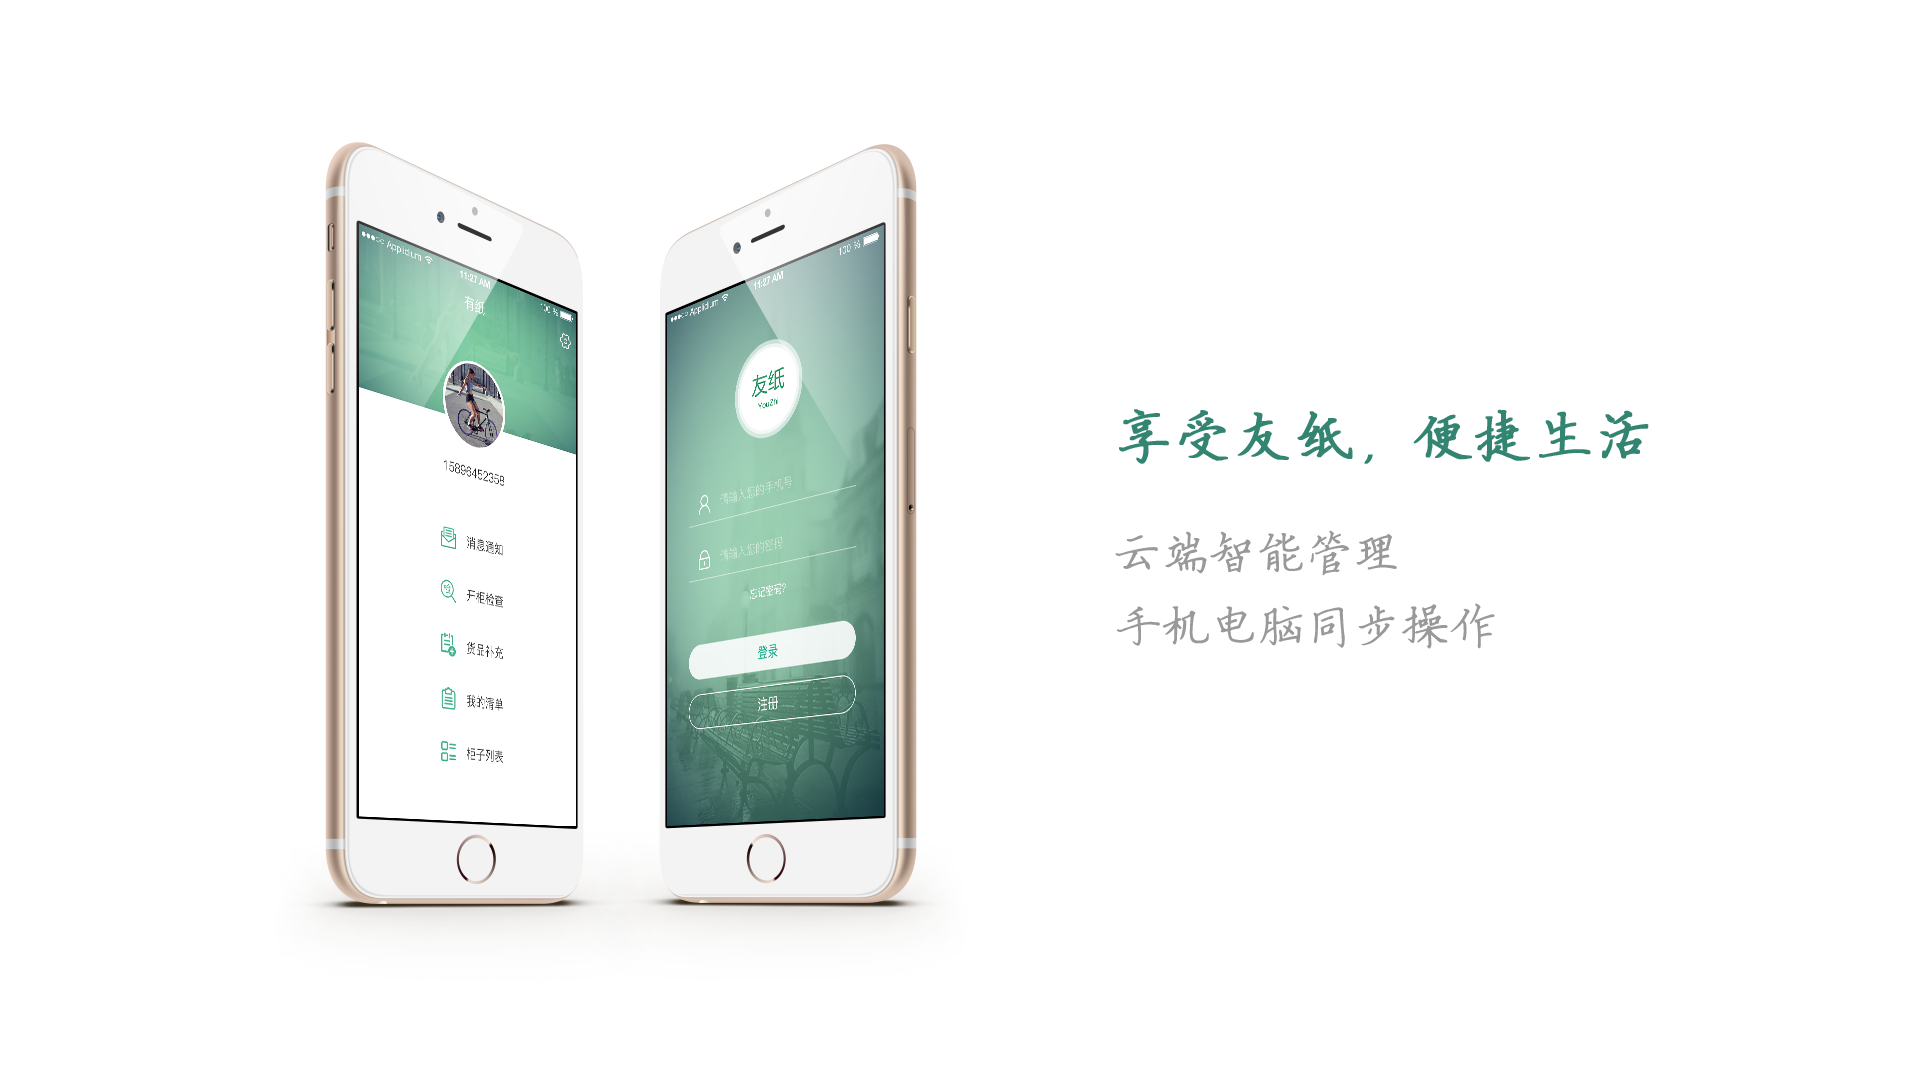 Applidium
11:27 AM
100 %
有纸
15896452358
消息通知
开柜检查
货品补充
我的清单
柜子列表
Applidium
11:27 AM
100 %
友纸
YouZhi
请输入您的手机号
请输入您的密码
忘记密码?
登录
注册
享受友纸，便捷生活
云端智能管理
手机电脑同步操作